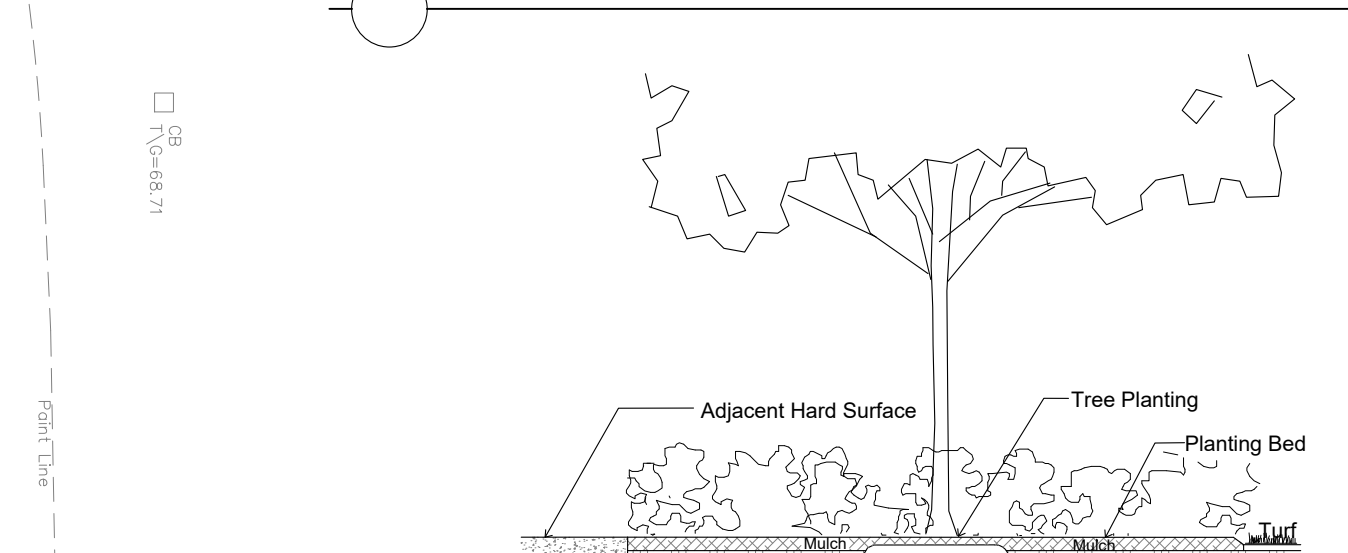 CB
T\G=68.71
Paint Line
Adjacent Hard Surface
Tree Planting
Planting Bed
Turf
Mulch
Mulch